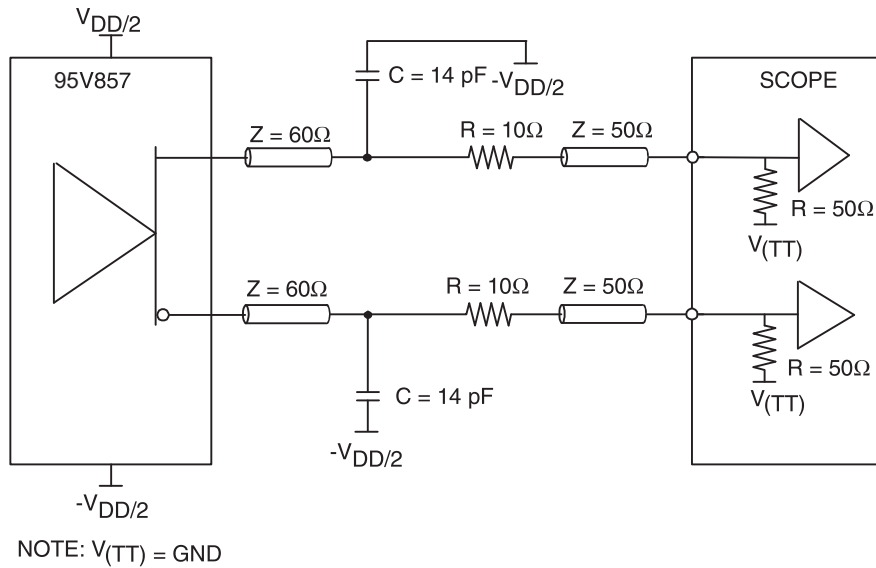 VDD/2
95V857
C = 14 pF
-VDD/2
SCOPE
Z = 60Ω
R = 10Ω
Z = 50Ω
R = 50Ω
V(TT)
Z = 60Ω
R = 10Ω
Z = 50Ω
R = 50Ω
V(TT)
C = 14 pF
-VDD/2
-VDD/2
NOTE: V(TT) = GND